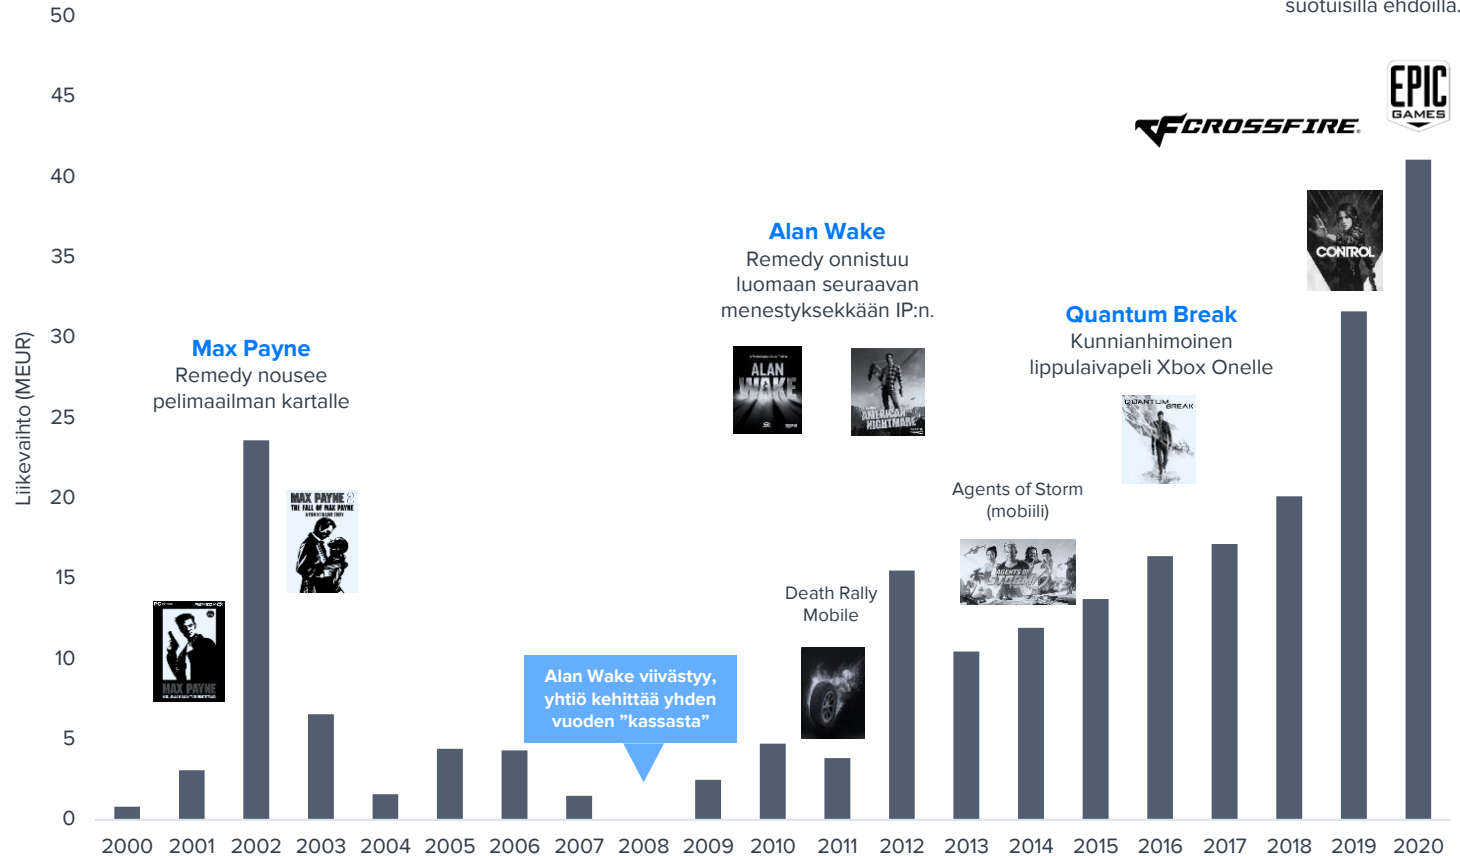 suotuisilla ehdoilla.
50
45
40
35
30
25
20
15
10
5
0
Liikevaihto (MEUR)
EPIC
GAMES
CROSSFIRE
CONTROL
Alan Wake
Remedy onnistuu
luomaan seuraavan
menestyksekkään IP:n.
ALAN
WAKE
AMERICAN
NIGHTMARE
Quantum Break
Kunnianhimoinen
lippulaivapeli Xbox Onelle
QUANTUM
BREAK
Max Payne
Remedy nousee
pelimaailman kartalle
MAX PAYNE 2
THE FALL OF MAX PAYNE
MAX PAYNE
Agents of Storm
(mobiili)
AGENTS OF
STORM
Death Rally
Mobile
Alan Wake viivästyy,
yhtiö kehittää yhden
vuoden ”kassasta”
2000 2001 2002 2003 2004 2005 2006 2007 2008 2009 2010 2011 2012 2013 2014 2015 2016 2017 2018 2019 2020